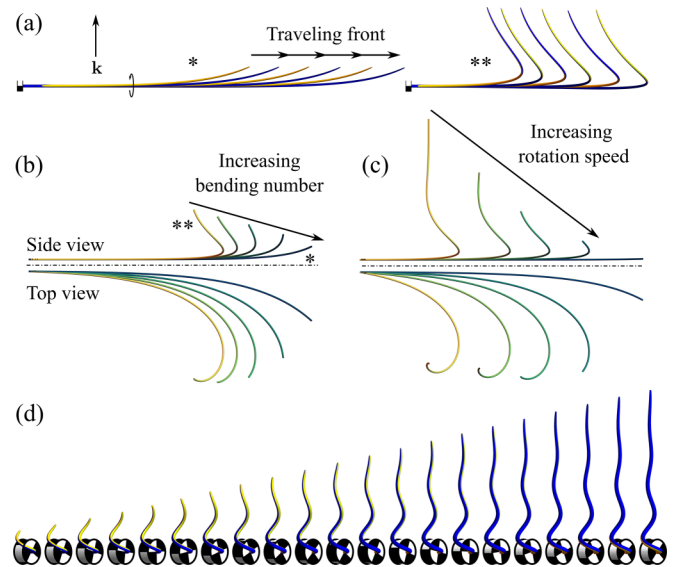 (a)
Traveling front
k
*
**
(b)
Increasing
bending number
**
Side view
*
Top view
(c)
Increasing
rotation speed
(d)